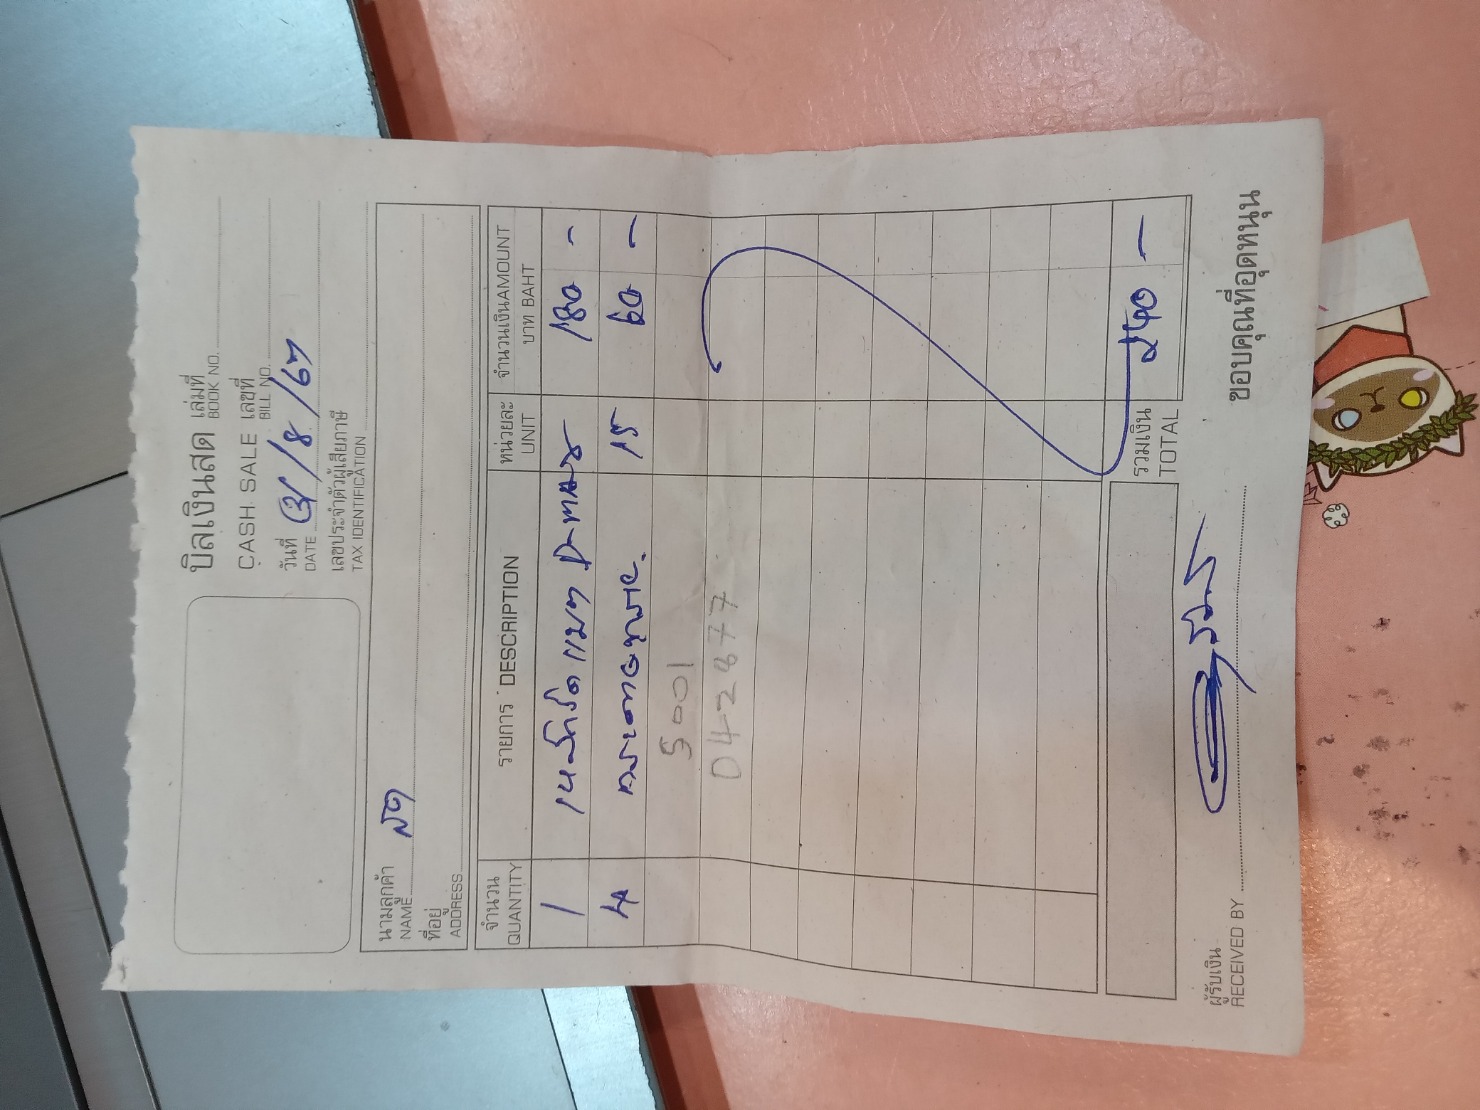 บิลเงินสด เล่มที่
BOOK NO.
CASH SALE เลขที่
BILL NO.
วันที่ 31/8/67
DATE
เลขประจำตัวผู้เสียภาษี
TAX IDENTIFICATION
นามลูกค้า สด
NAME
ที่อยู่
ADDRESS
จำนวน รายการ DESCRIPTION หน่วยละ จำนวนเงิน AMOUNT
QUANTITY UNIT บาท BAHT
1 180 -
4 15 60 -
5001
รวมเงิน 240 -
TOTAL
ผู้รับเงิน
RECEIVED BY
ขอบคุณที่อุดหนุน